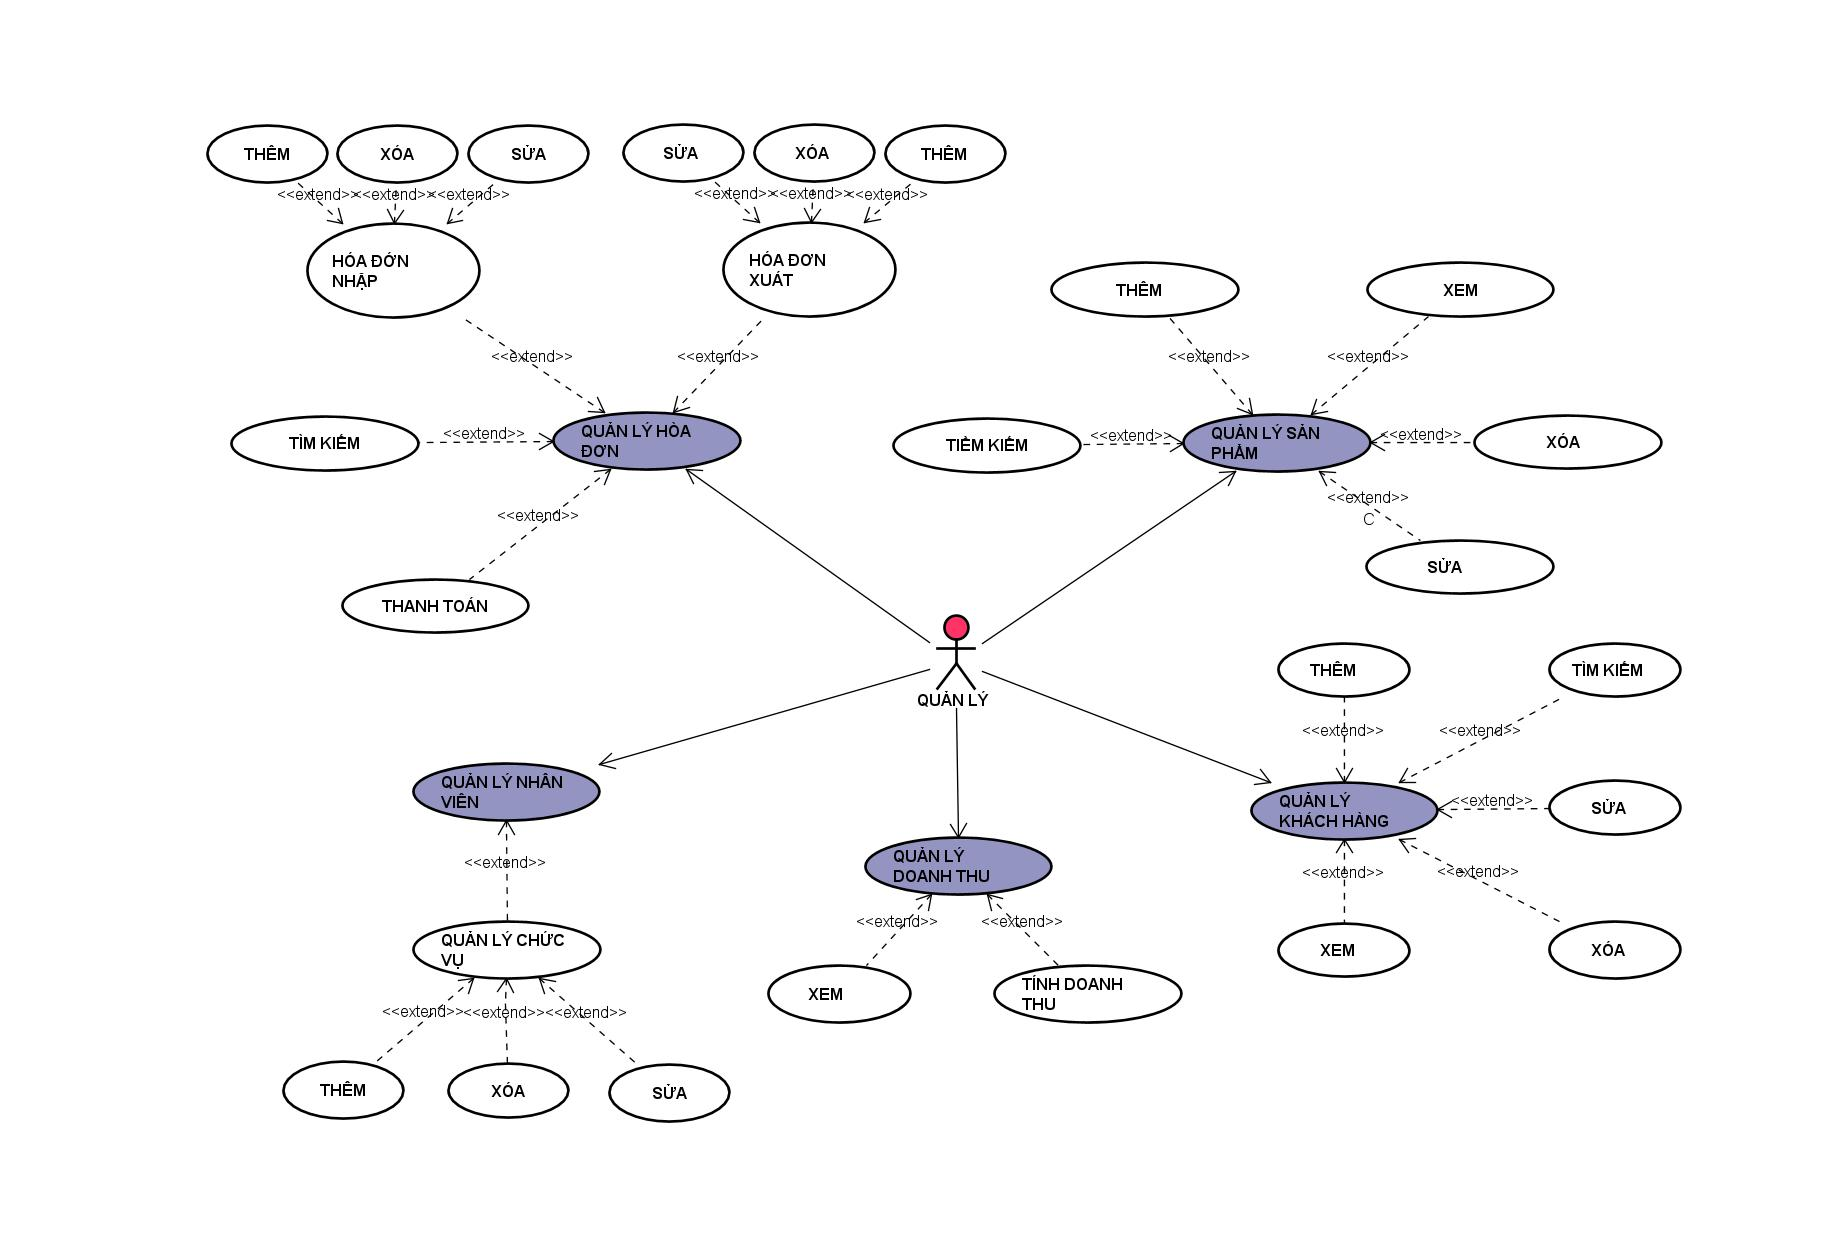 THÊM
XÓA
SỬA
SỬA
XÓA
THÊM
<<extend>>
<<extend>>
<<extend>>
<<extend>>
<<extend>>
<<extend>>
HÓA ĐỚN
NHẬP
HÓA ĐƠN
XUÁT
THÊM
XEM
<<extend>>
<<extend>>
<<extend>>
<<extend>>
TÌM KIẾM
<<extend>>
QUẢN LÝ HÒA
ĐƠN
TIẾM KIẾM
<<extend>>
QUẢN LÝ SẢN
PHẨM
<<extend>>
XÓA
<<extend>>
<<extend>>
C
SỬA
THANH TOÁN
QUẢN LÝ
THÊM
TÌM KIẾM
<<extend>>
<<extend>>
QUẢN LÝ NHÂN
VIÊN
QUẢN LÝ
KHÁCH HÀNG
<<extend>>
SỬA
<<extend>>
QUẢN LÝ
DOANH THU
<<extend>>
<<extend>>
<<extend>>
<<extend>>
QUẢN LÝ CHỨC
VỤ
XEM
XÓA
XEM
TÍNH DOANH
THU
<<extend>>
<<extend>>
<<extend>>
THÊM
XÓA
SỬA